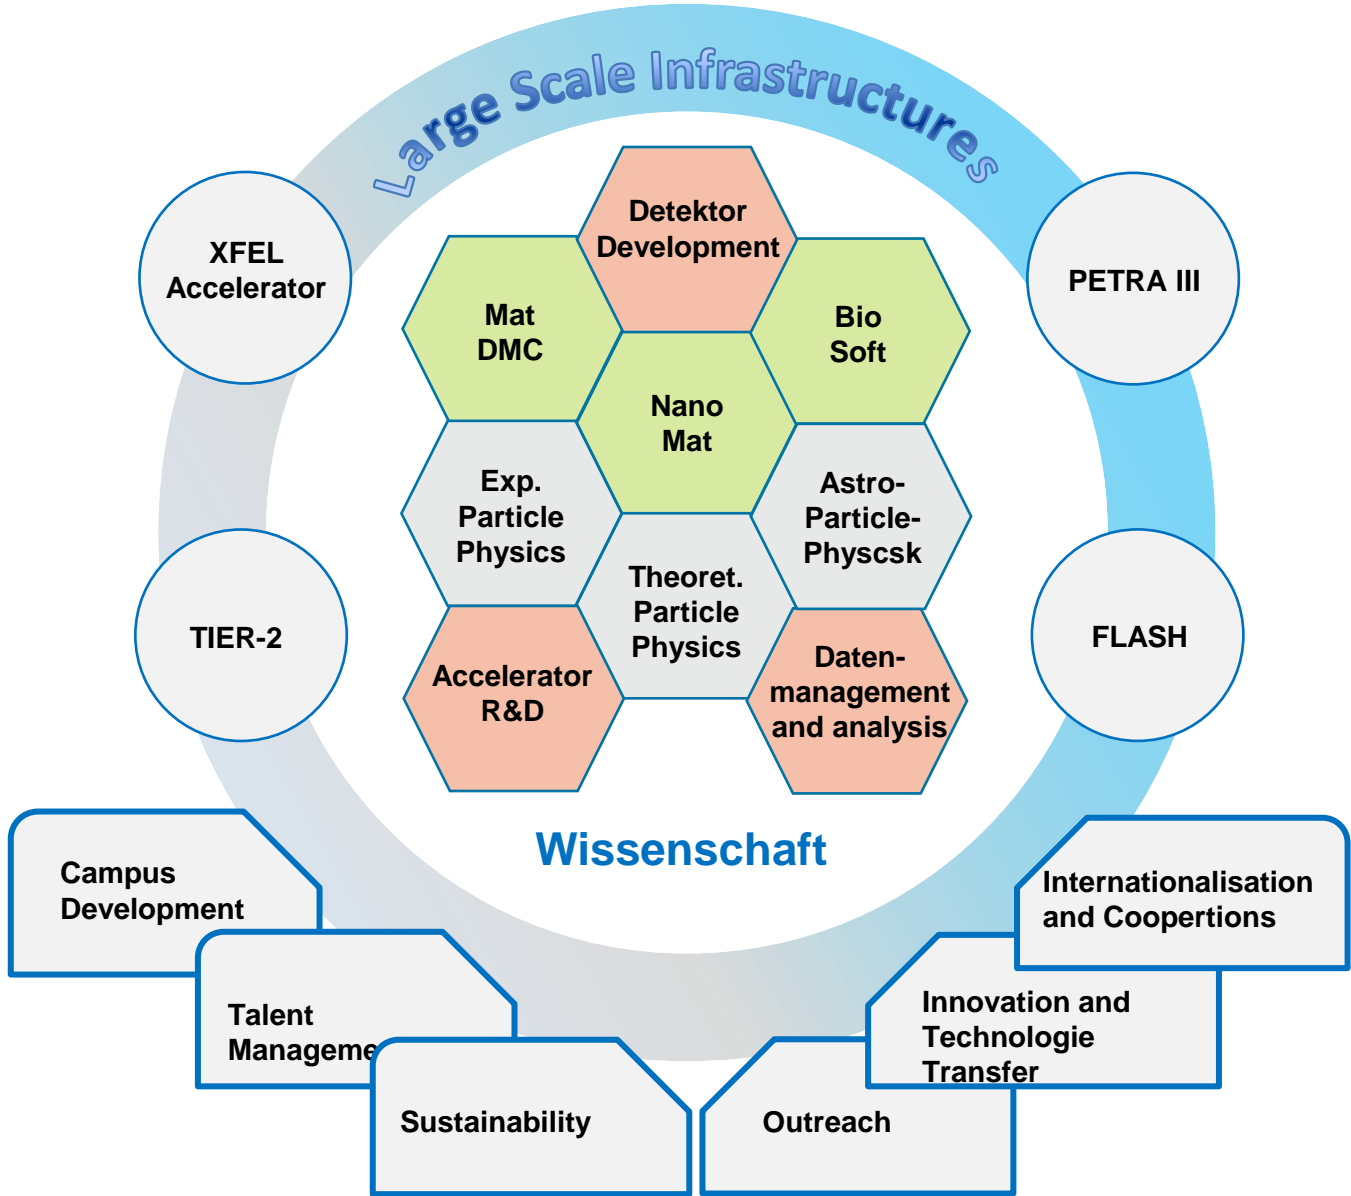 Large Scale Infrastructures
XFEL
Accelerator
PETRA III
Detektor
Development
Mat
DMC
Bio
Soft
Nano
Mat
Exp.
Particle
Physics
Astro-
Particle-
Physcsk
Theoret.
Particle
Physics
TIER-2
FLASH
Accelerator
R&D
Daten-
management
and analysis
Wissenschaft
Campus
Development
Talent
Manageme
Sustainability
Outreach
Innovation and
Technologie
Transfer
Internationalisation
and Coopertions